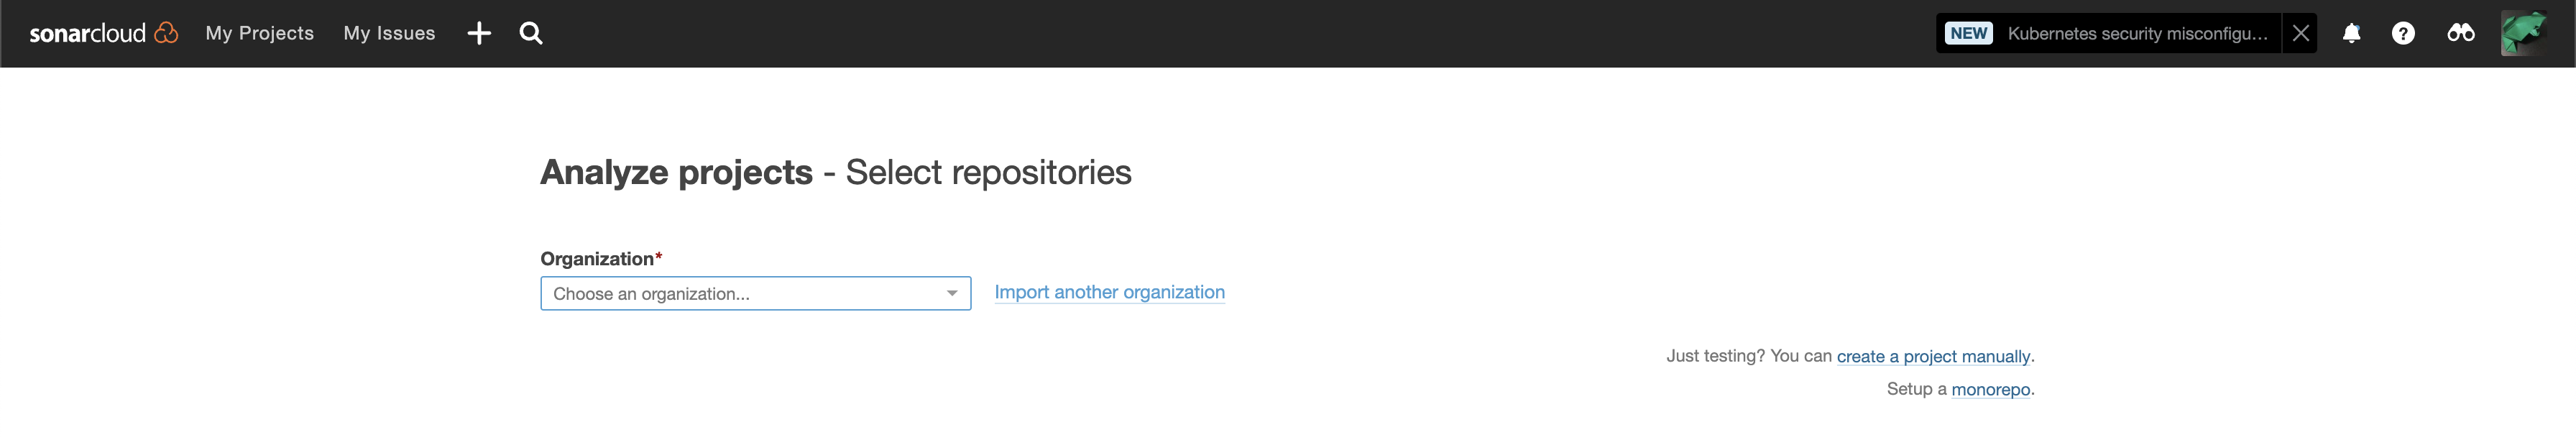 sonarcloud My Projects My Issues NEW Kubernetes security misconfigu... ?
Analyze projects - Select repositories
Organization*
Choose an organization... Import another organization
Just testing? You can create a project manually.
Setup a monorepo.